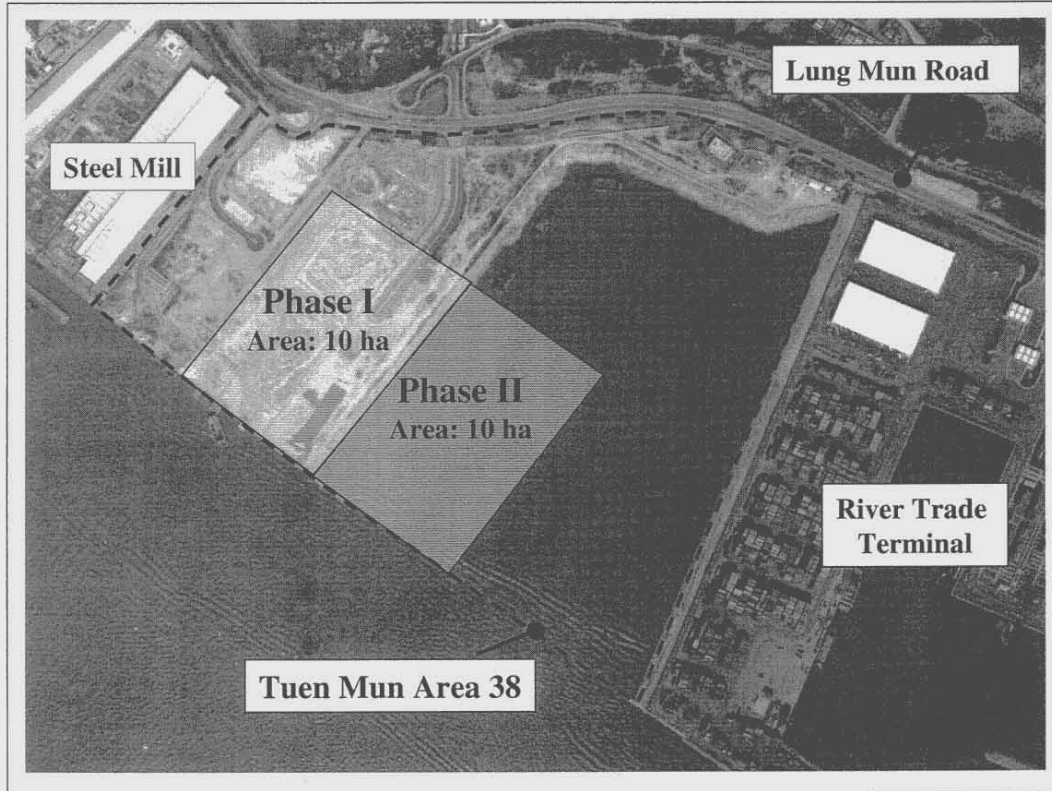 Lung Mun Road
Steel Mill
Phase I
Area: 10 ha
Phase II
Area: 10 ha
River Trade
Terminal
Tuen Mun Area 38